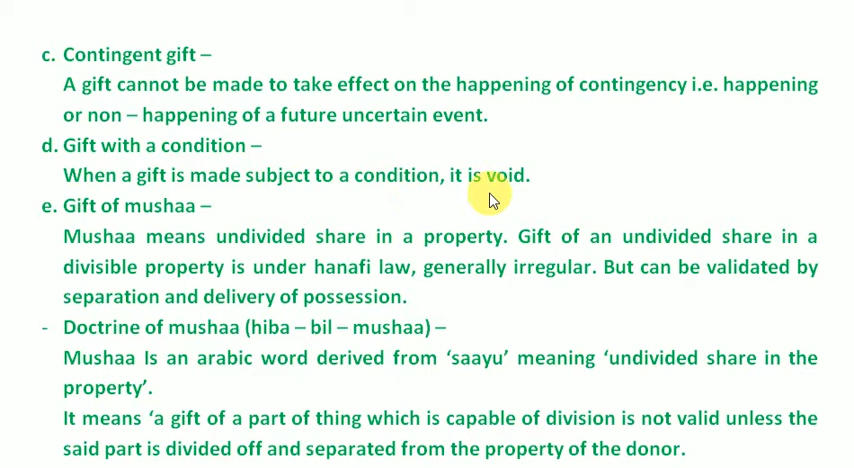 c. Contingent gift –
A gift cannot be made to take effect on the happening of contingency i.e. happening
or non – happening of a future uncertain event.
d. Gift with a condition –
When a gift is made subject to a condition, it is void.
e. Gift of mushaa –
Mushaa means undivided share in a property. Gift of an undivided share in a
divisible property is under hanafi law, generally irregular. But can be validated by
separation and delivery of possession.
- Doctrine of mushaa (hiba – bil – mushaa) –
Mushaa Is an arabic word derived from ‘saayu’ meaning ‘undivided share in the
property’.
It means ‘a gift of a part of thing which is capable of division is not valid unless the
said part is divided off and separated from the property of the donor.